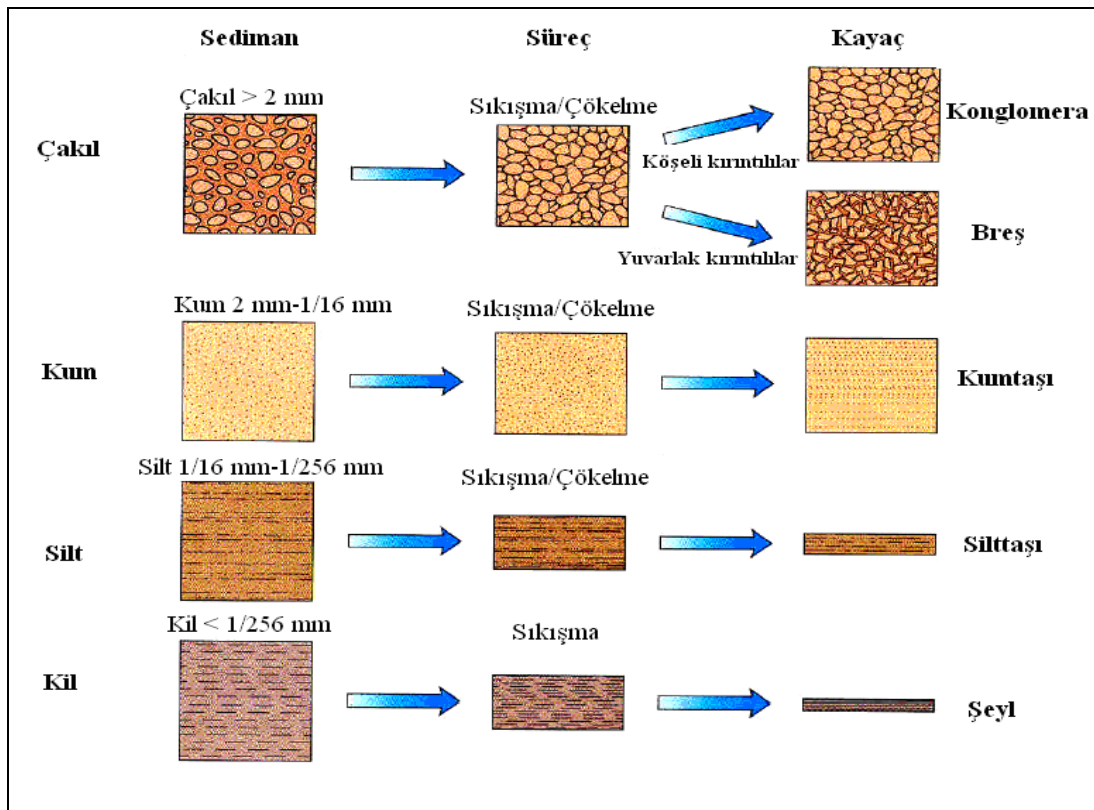 Sediman Süreç Kayaç
Çakıl > 2 mm
Sıkışma/Çökelme
Konglomera
Çakıl
Köşeli kırıntılılar
Breş
Yuvarlak kırıntılılar
Kum 2 mm-1/16 mm
Sıkışma/Çökelme
Kum
Kumtaşı
Silt 1/16 mm-1/256 mm
Sıkışma/Çökelme
Silt
Silttaşı
Kil < 1/256 mm
Sıkışma
Kil
Şeyl